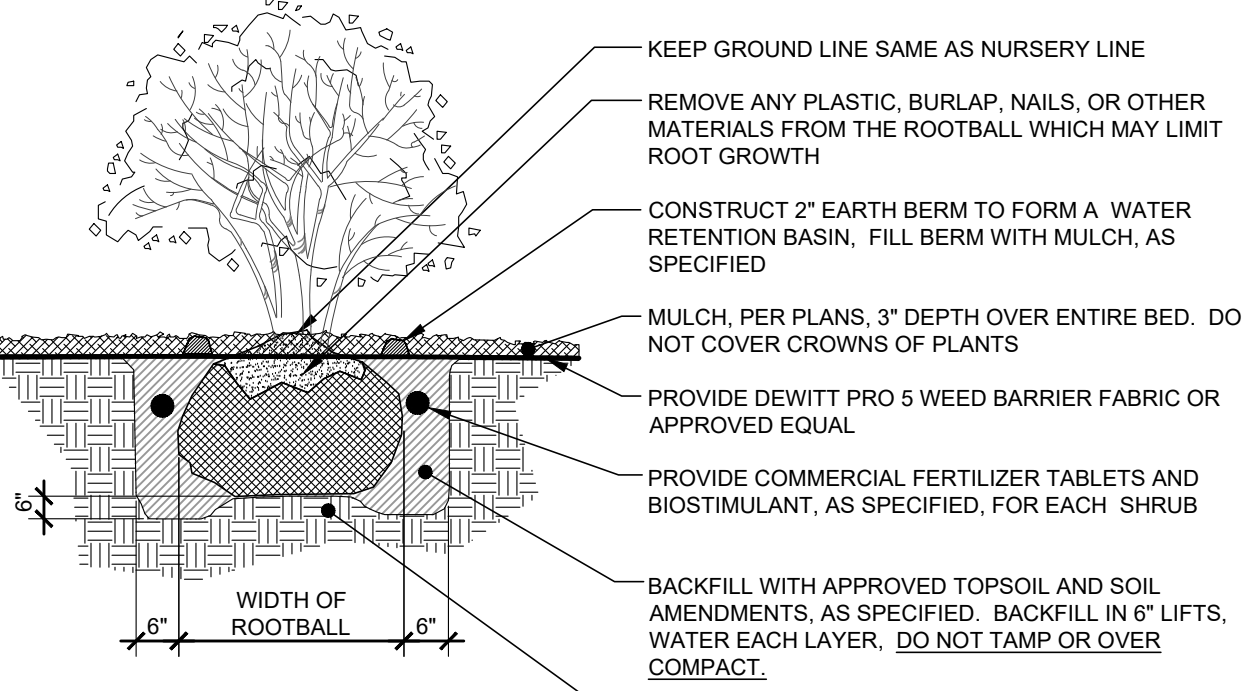 KEEP GROUND LINE SAME AS NURSERY LINE
REMOVE ANY PLASTIC, BURLAP, NAILS, OR OTHER
MATERIALS FROM THE ROOTBALL WHICH MAY LIMIT
ROOT GROWTH
CONSTRUCT 2" EARTH BERM TO FORM A WATER
RETENTION BASIN, FILL BERM WITH MULCH, AS
SPECIFIED
MULCH, PER PLANS, 3" DEPTH OVER ENTIRE BED. DO
NOT COVER CROWNS OF PLANTS
PROVIDE DEWITT PRO 5 WEED BARRIER FABRIC OR
APPROVED EQUAL
PROVIDE COMMERCIAL FERTILIZER TABLETS AND
BIOSTIMULANT, AS SPECIFIED, FOR EACH SHRUB
BACKFILL WITH APPROVED TOPSOIL AND SOIL
AMENDMENTS, AS SPECIFIED. BACKFILL IN 6" LIFTS,
WATER EACH LAYER, DO NOT TAMP OR OVER
COMPACT.
6"
6"
WIDTH OF
ROOTBALL
6"